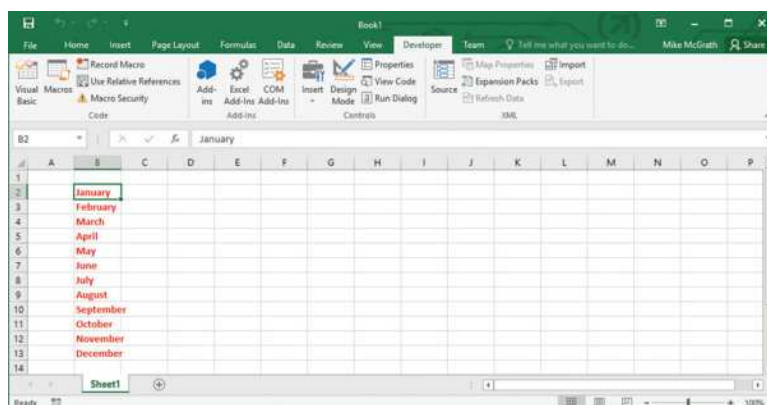 Book1
File Home Insert Page Layout Formulas Data Review View Developer Team Tell me what you want to do... Mike McGrath Share
Visual Basic
Macros
Record Macro
Use Relative References
Macro Security
Code
Add-ins
Excel Add-Ins
COM Add-Ins
Add-Ins
Insert
Design Mode
Properties
View Code
Run Dialog
Controls
Source
Map Properties
Expansion Packs
Refresh Data
Import
Export
XML
B2 fx January
A B C D E F G H I J K L M N O P
1
2 January
3 February
4 March
5 April
6 May
7 June
8 July
9 August
10 September
11 October
12 November
13 December
14
Sheet1
Ready 100%